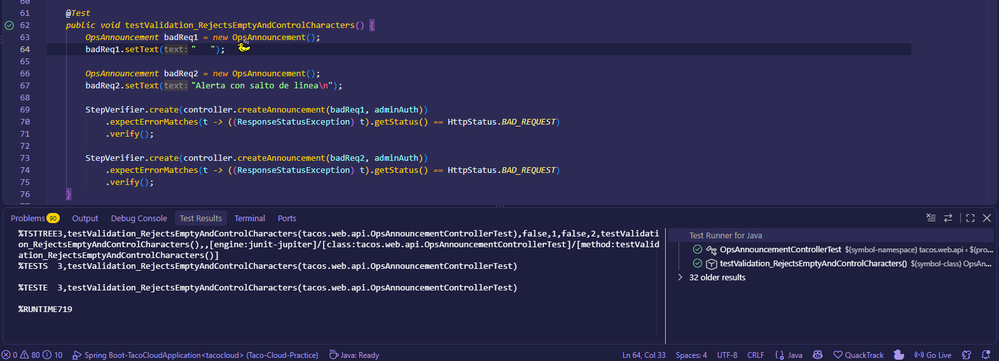 60
61 @Test
62 public void testValidation_RejectsEmptyAndControlCharacters() {
63 OpsAnnouncement badReq1 = new OpsAnnouncement();
64 badReq1.setText(text:"   ");
65
66 OpsAnnouncement badReq2 = new OpsAnnouncement();
67 badReq2.setText(text:"Alerta con salto de linea\n");
68
69 StepVerifier.create(controller.createAnnouncement(badReq1, adminAuth))
70 .expectErrorMatches(t -> ((ResponseStatusException) t).getStatus() == HttpStatus.BAD_REQUEST)
71 .verify();
72
73 StepVerifier.create(controller.createAnnouncement(badReq2, adminAuth))
74 .expectErrorMatches(t -> ((ResponseStatusException) t).getStatus() == HttpStatus.BAD_REQUEST)
75 .verify();
76 }
Problems 90 Output Debug Console Test Results Terminal Ports
%TSTTREE3,testValidation_RejectsEmptyAndControlCharacters(tacos.web.api.OpsAnnouncementControllerTest),false,1,false,2,testValidati
on_RejectsEmptyAndControlCharacters(),,[engine:junit-jupiter]/[class:tacos.web.api.OpsAnnouncementControllerTest]/[method:testValid
ation_RejectsEmptyAndControlCharacters()]
%TESTS  3,testValidation_RejectsEmptyAndControlCharacters(tacos.web.api.OpsAnnouncementControllerTest)
%TESTE  3,testValidation_RejectsEmptyAndControlCharacters(tacos.web.api.OpsAnnouncementControllerTest)
%RUNTIME719
Test Runner for Java
OpsAnnouncementControllerTest $(symbol-namespace) tacos.web.api < $(pro...
testValidation_RejectsEmptyAndControlCharacters() $(symbol-class) OpsAn...
32 older results
0 80 10 Spring Boot-TacoCloudApplication<tacocloud> (Taco-Cloud-Practice) Java: Ready Ln 64, Col 33 Spaces: 4 UTF-8 CRLF {} Java QuackTrack Go Live